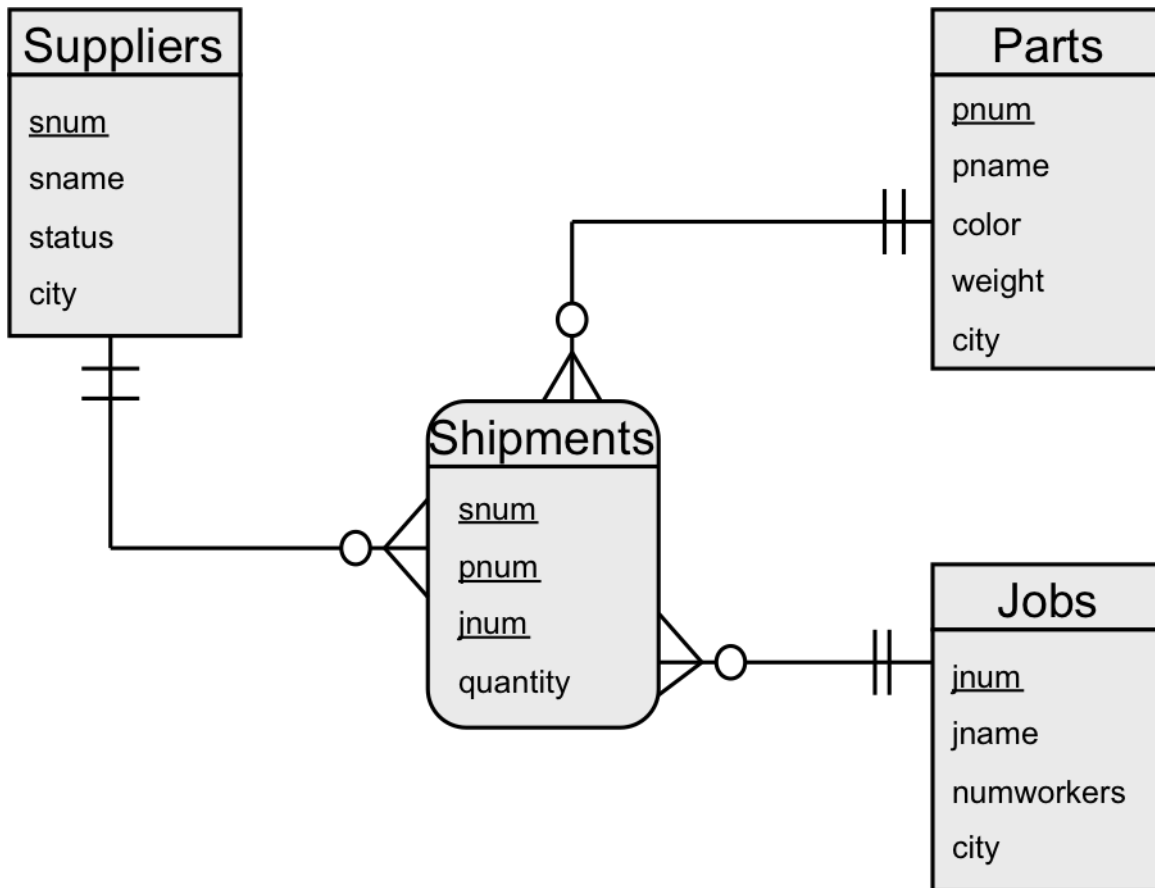 Suppliers
snum
sname
status
city
Parts
pnum
pname
color
weight
city
Shipments
snum
pnum
jnum
quantity
Jobs
jnum
jname
numworkers
city